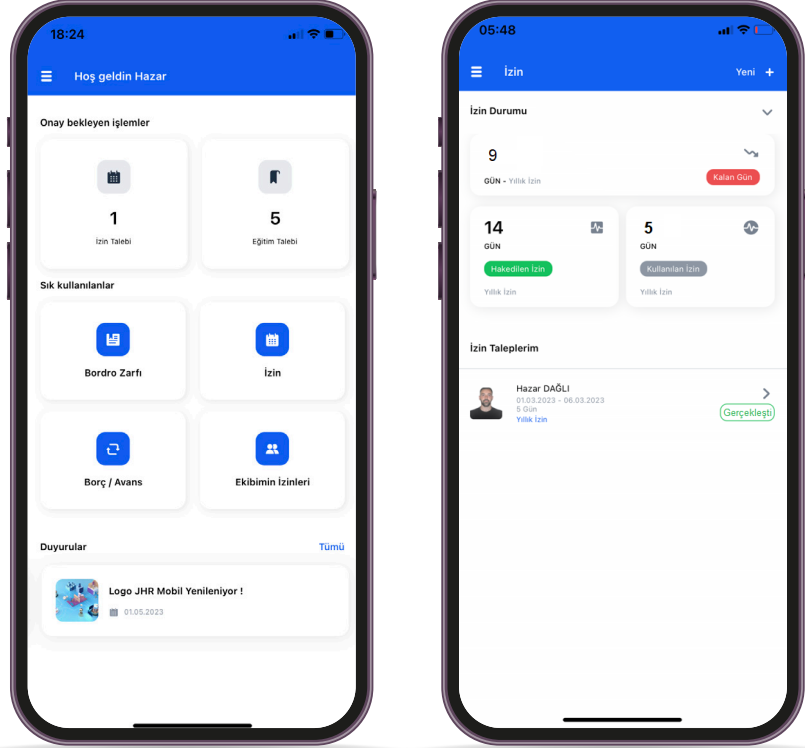 18:24
Hoş geldin Hazar
Onay bekleyen işlemler
1
İzin Talebi
5
Eğitim Talebi
Sık kullanılanlar
Bordro Zarfı
İzin
Borç / Avans
Ekibimin İzinleri
Duyurular
Tümü
Logo JHR Mobil Yenileniyor !
01.05.2023
05:48
İzin
Yeni +
İzin Durumu
9
GÜN - Yıllık İzin
Kalan Gün
14
GÜN
Hakedilen İzin
Yıllık İzin
5
GÜN
Kullanılan İzin
Yıllık İzin
İzin Taleplerim
Hazar DAĞLI
01.03.2023 - 06.03.2023
5 Gün
Yıllık İzin
Gerçekleşti